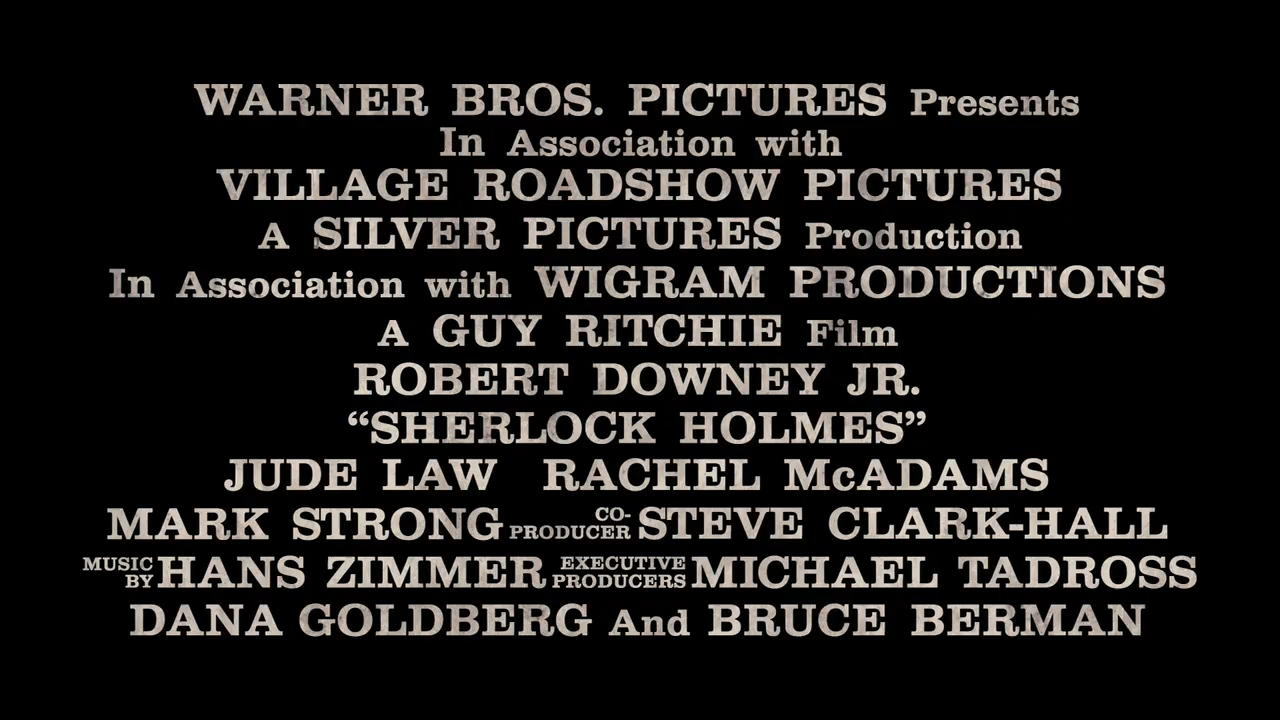 WARNER BROS. PICTURES Presents
In Association with
VILLAGE ROADSHOW PICTURES
A SILVER PICTURES Production
In Association with WIGRAM PRODUCTIONS
A GUY RITCHIE Film
ROBERT DOWNEY JR.
“SHERLOCK HOLMES”
JUDE LAW RACHEL McADAMS
MARK STRONG CO-PRODUCER STEVE CLARK-HALL
MUSIC BY HANS ZIMMER EXECUTIVE PRODUCERS MICHAEL TADROSS
DANA GOLDBERG And BRUCE BERMAN